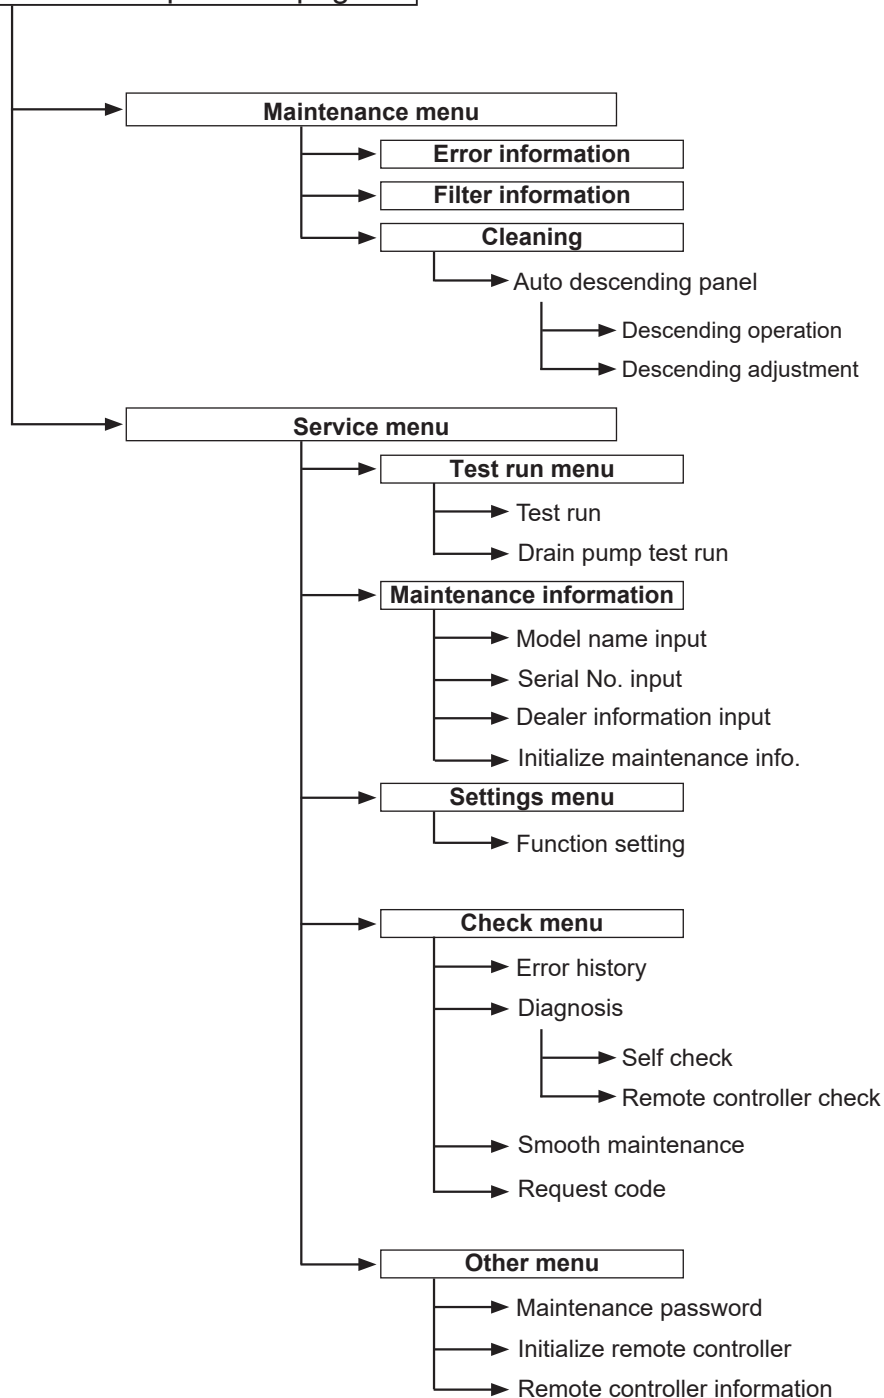 Maintenance menu
Error information
Filter information
Cleaning
Auto descending panel
Descending operation
Descending adjustment
Service menu
Test run menu
Test run
Drain pump test run
Maintenance information
Model name input
Serial No. input
Dealer information input
Initialize maintenance info.
Settings menu
Function setting
Check menu
Error history
Diagnosis
Self check
Remote controller check
Smooth maintenance
Request code
Other menu
Maintenance password
Initialize remote controller
Remote controller information